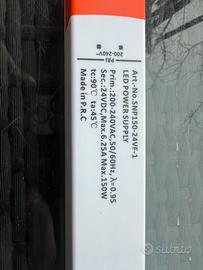 Art.-No.SNP150-24VF-1
LED POWER SUPPLY
Prim.:200-240VAC,50/60Hz, λ=0.95
Sec.:24VDC,Max.6.25A Max.150W
tc:90℃ ta:45℃
Made in P.R.C
PRI
200-240V~
subito